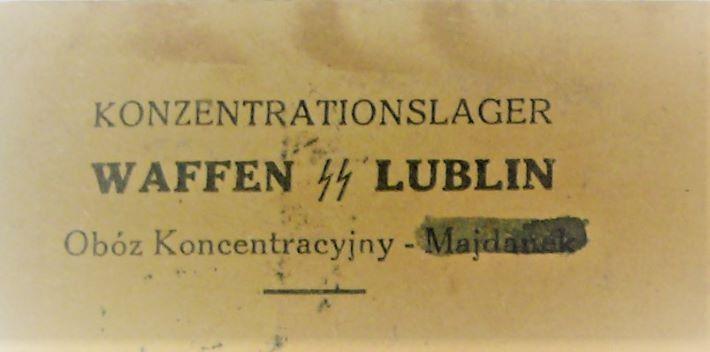 KONZENTRATIONSLAGER
WAFFEN ᛋᛋ LUBLIN
Obóz Koncentracyjny - Majdanek